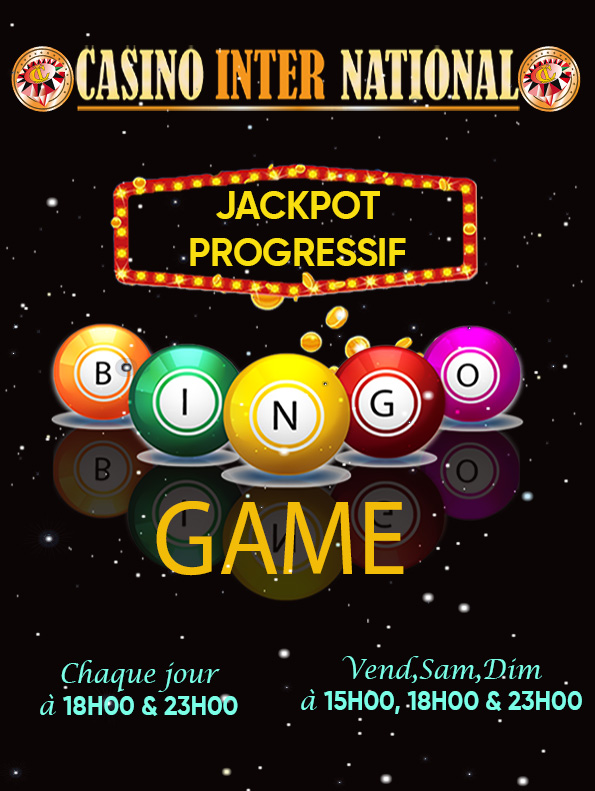 CASINO INTER NATIONAL
JACKPOT
PROGRESSIF
B I N G O
GAME
Chaque jour
à 18H00 & 23H00
Vend,Sam,Dim
à 15H00, 18H00 & 23H00